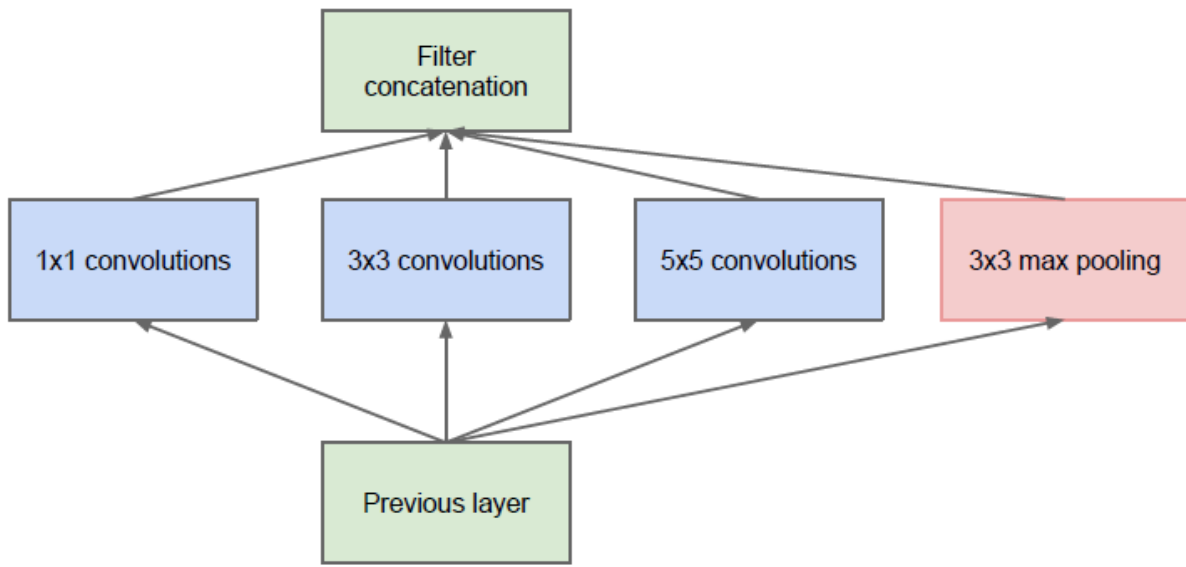 Filter
concatenation
1x1 convolutions
3x3 convolutions
5x5 convolutions
3x3 max pooling
Previous layer